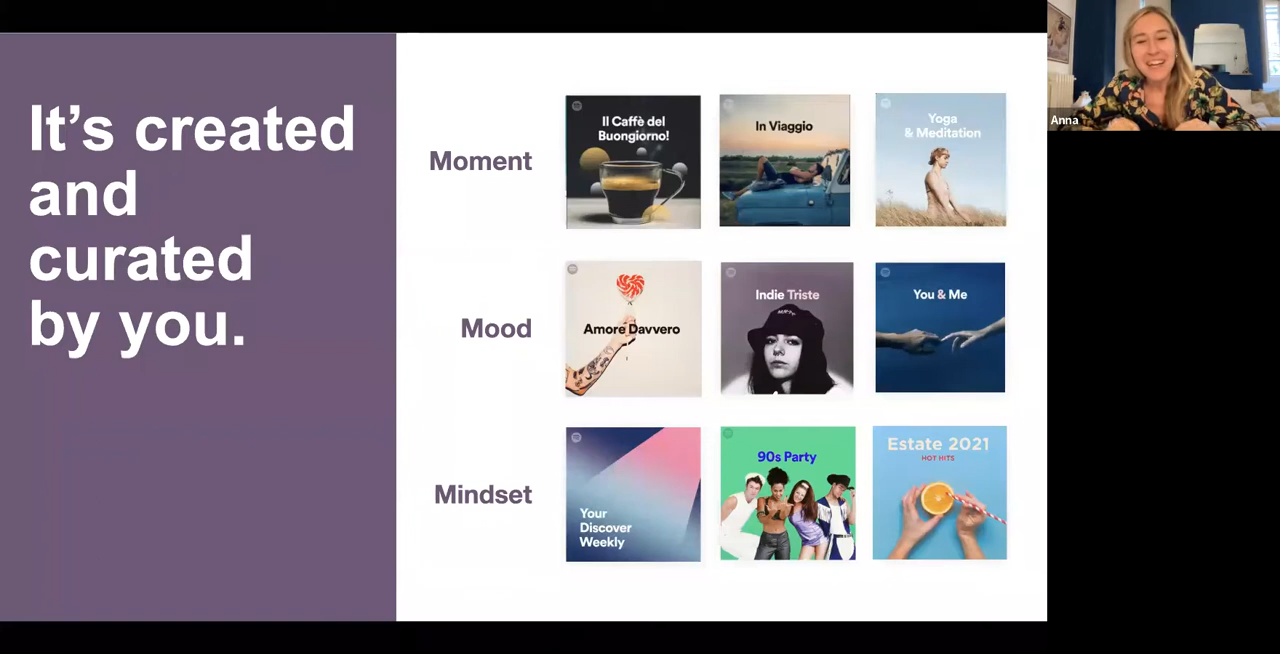 It’s created
and
curated
by you.
Moment
Il Caffè del
Buongiorno!
In Viaggio
Yoga
& Meditation
Mood
Amore Davvero
Indie Triste
You & Me
Mindset
Your
Discover
Weekly
90s Party
Estate 2021
HOT HITS
Anna